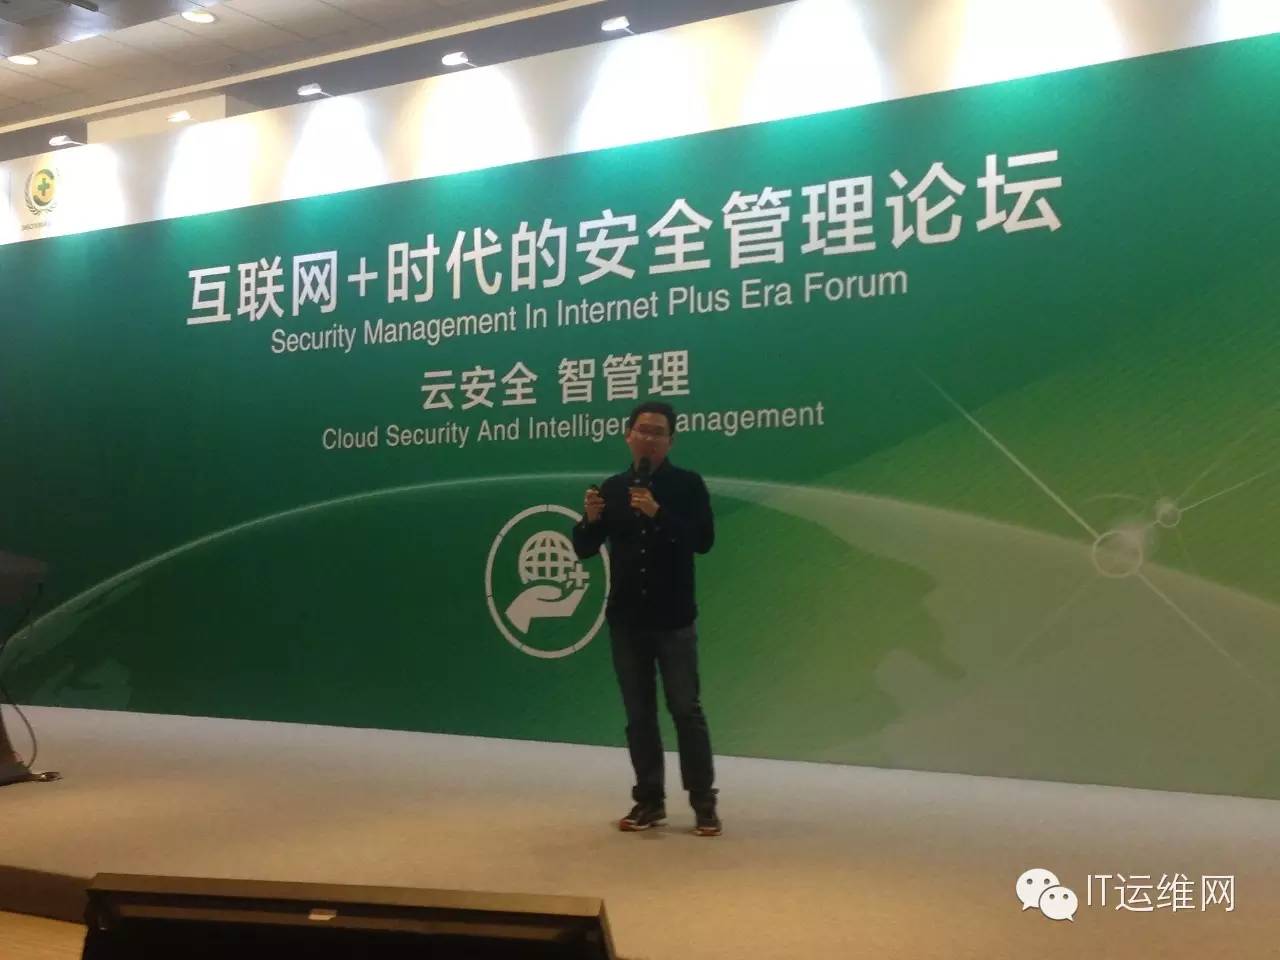 互联网+时代的安全管理论坛
Security Management In Internet Plus Era Forum
云安全 智管理
Cloud Security And Intelligen anagement
IT运维网